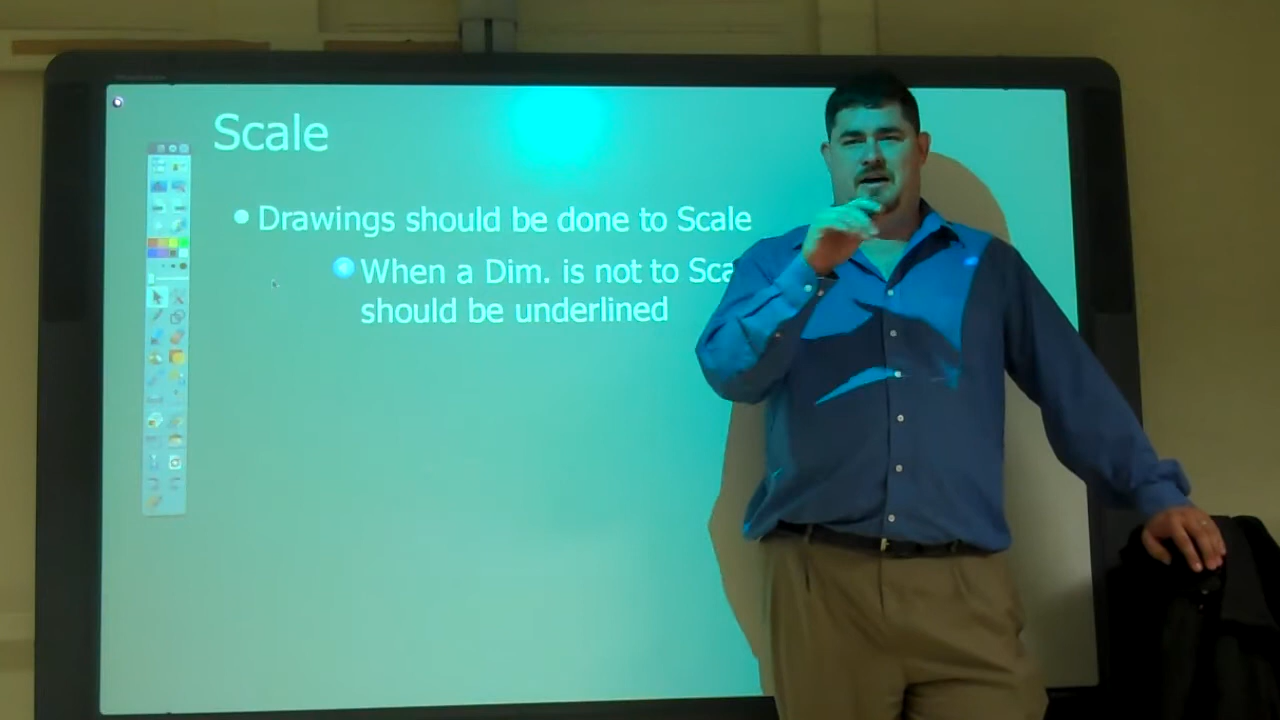 Scale
Drawings should be done to Scale
When a Dim. is not to
should be underlined